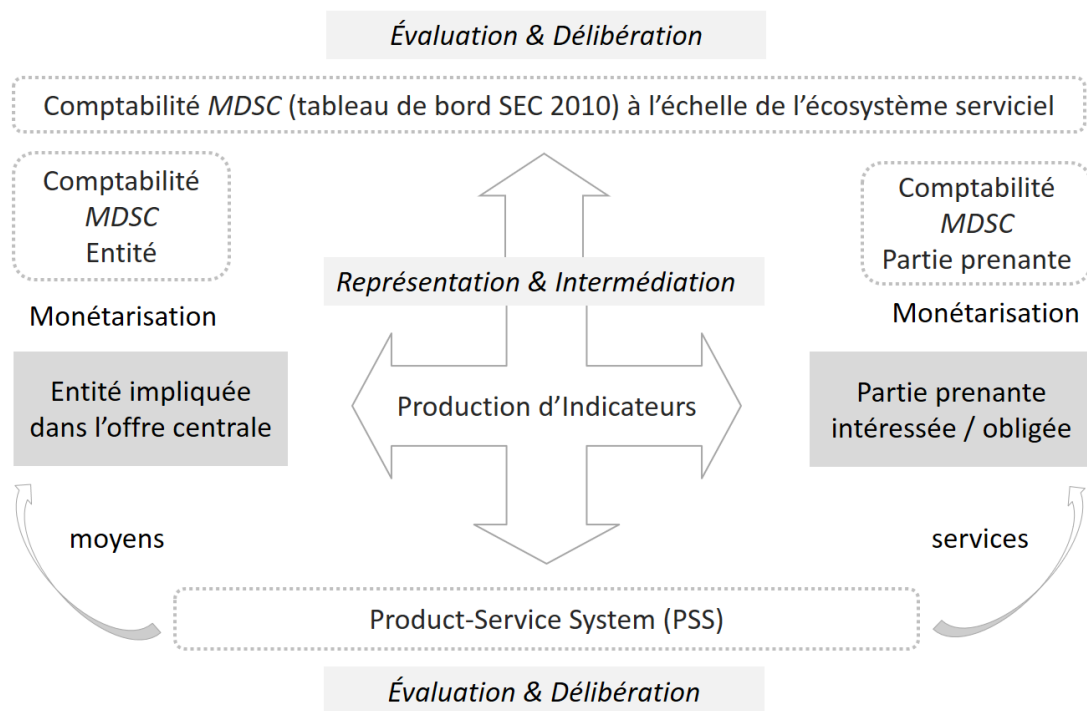 Évaluation & Délibération
Comptabilité MDSC (tableau de bord SEC 2010) à l’échelle de l’écosystème serviciel
Comptabilité
MDSC
Entité
Comptabilité
MDSC
Partie prenante
Représentation & Intermédiation
Monétarisation
Monétarisation
Entité impliquée
dans l’offre centrale
Production d’Indicateurs
Partie prenante
intéressée / obligée
moyens
services
Product-Service System (PSS)
Évaluation & Délibération